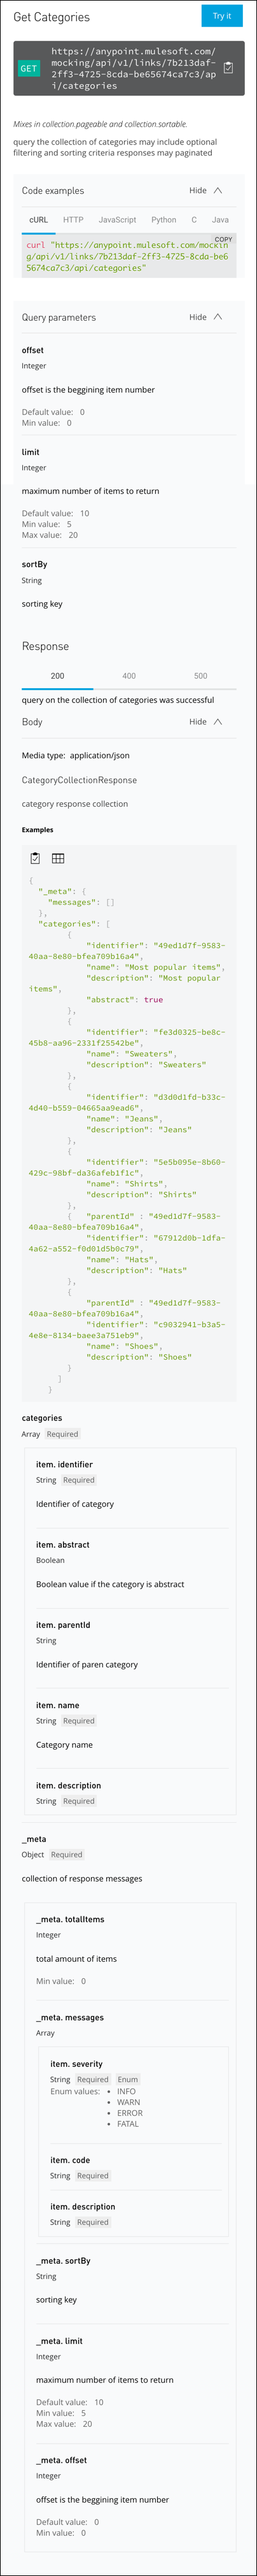 Get Categories
Try it
GET
https://anypoint.mulesoft.com/
mocking/api/v1/links/7b213daf-
2ff3-4725-8cda-be65674ca7c3/ap
i/categories
Mixes in collection.pageable and collection.sortable.
query the collection of categories may include optional
filtering and sorting criteria responses may paginated
Code examples
Hide
cURL HTTP JavaScript Python C Java
COPY
curl "https://anypoint.mulesoft.com/mockin
g/api/v1/links/7b213daf-2ff3-4725-8cda-be6
5674ca7c3/api/categories"
Query parameters
Hide
offset
Integer
offset is the beggining item number
Default value: 0
Min value: 0
limit
Integer
maximum number of items to return
Default value: 10
Min value: 5
Max value: 20
sortBy
String
sorting key
Response
200 400 500
query on the collection of categories was successful
Body
Hide
Media type: application/json
CategoryCollectionResponse
category response collection
Examples
{
"_meta": {
"messages": []
},
"categories": [
{
"identifier": "49ed1d7f-9583-
40aa-8e80-bfea709b16a4",
"name": "Most popular items",
"description": "Most popular
items",
"abstract": true
},
{
"identifier": "fe3d0325-be8c-
45b8-aa96-2331f25542be",
"name": "Sweaters",
"description": "Sweaters"
},
{
"identifier": "d3d0d1fd-b33c-
4d40-b559-04665aa9ead6",
"name": "Jeans",
"description": "Jeans"
},
{
"identifier": "5e5b095e-8b60-
429c-98bf-da36afeb1f1c",
"name": "Shirts",
"description": "Shirts"
},
{ "parentId" : "49ed1d7f-9583-
40aa-8e80-bfea709b16a4",
"identifier": "67912d0b-1dfa-
4a62-a552-f0d01d5b0c79",
"name": "Hats",
"description": "Hats"
},
{
"parentId" : "49ed1d7f-9583-
40aa-8e80-bfea709b16a4",
"identifier": "c9032941-b3a5-
4e8e-8134-baee3a751eb9",
"name": "Shoes",
"description": "Shoes"
}
]
}
categories
Array Required
item. identifier
String Required
Identifier of category
item. abstract
Boolean
Boolean value if the category is abstract
item. parentId
String
Identifier of paren category
item. name
String Required
Category name
item. description
String Required
_meta
Object Required
collection of response messages
_meta. totalItems
Integer
total amount of items
Min value: 0
_meta. messages
Array
item. severity
String Required Enum
Enum values: • INFO
• WARN
• ERROR
• FATAL
item. code
String Required
item. description
String Required
_meta. sortBy
String
sorting key
_meta. limit
Integer
maximum number of items to return
Default value: 10
Min value: 5
Max value: 20
_meta. offset
Integer
offset is the beggining item number
Default value: 0
Min value: 0